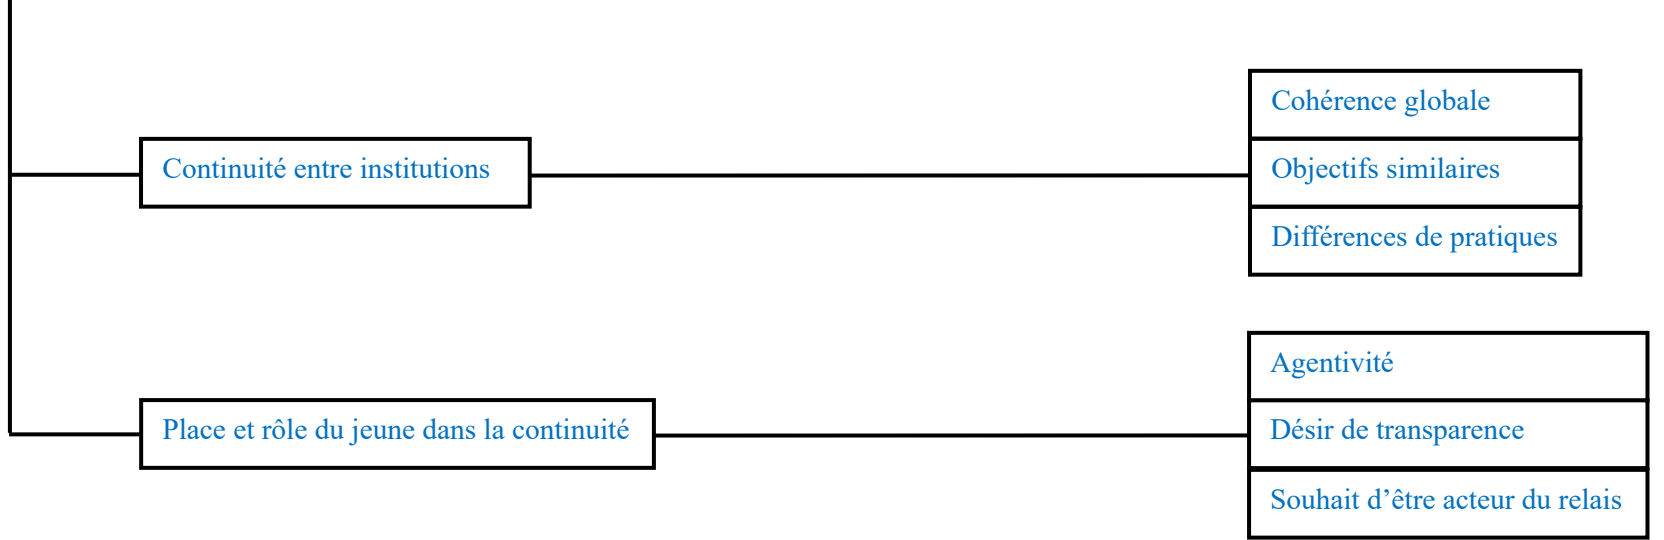 Cohérence globale
Continuité entre institutions
Objectifs similaires
Différences de pratiques
Agentivité
Place et rôle du jeune dans la continuité
Désir de transparence
Souhait d’être acteur du relais